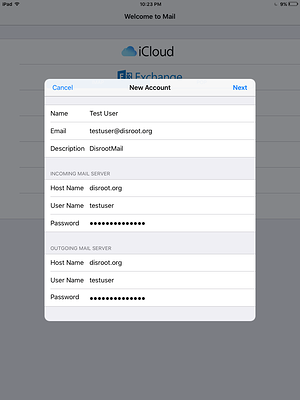 iPod 10:23 PM 9%
Welcome to Mail
iCloud
Exchange
Cancel New Account Next
Name Test User
Email testuser@disroot.org
Description DisrootMail
INCOMING MAIL SERVER
Host Name disroot.org
User Name testuser
Password ●●●●●●●●●●●●●●
OUTGOING MAIL SERVER
Host Name disroot.org
User Name testuser
Password ●●●●●●●●●●●●●●